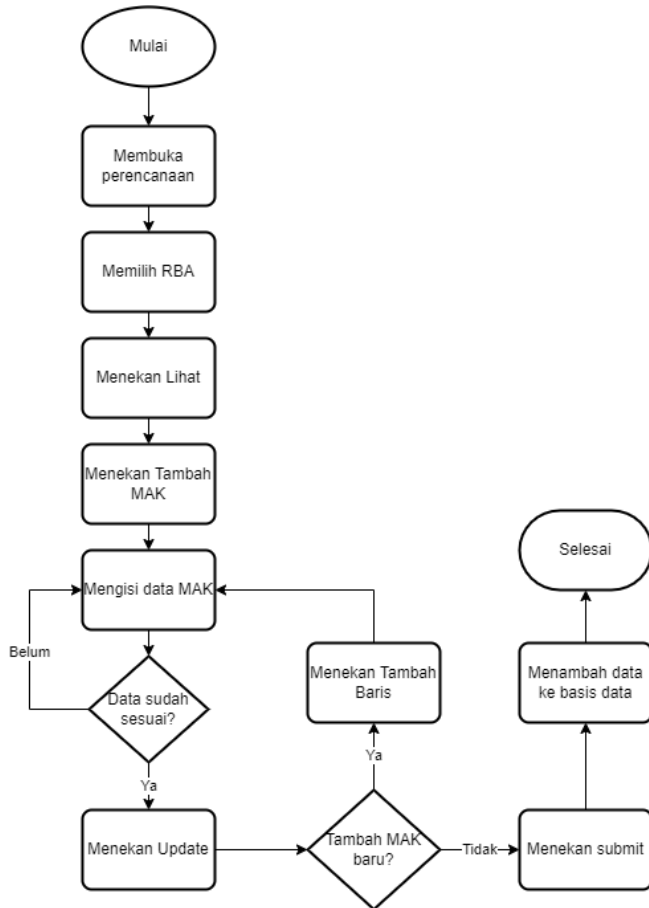 Mulai
Membuka
perencanaan
Memilih RBA
Menekan Lihat
Menekan Tambah
MAK
Mengisi data MAK
Belum
Data sudah
sesuai?
Ya
Menekan Update
Tambah MAK
baru?
Ya
Menekan Tambah
Baris
Tidak
Menekan submit
Menambah data
ke basis data
Selesai